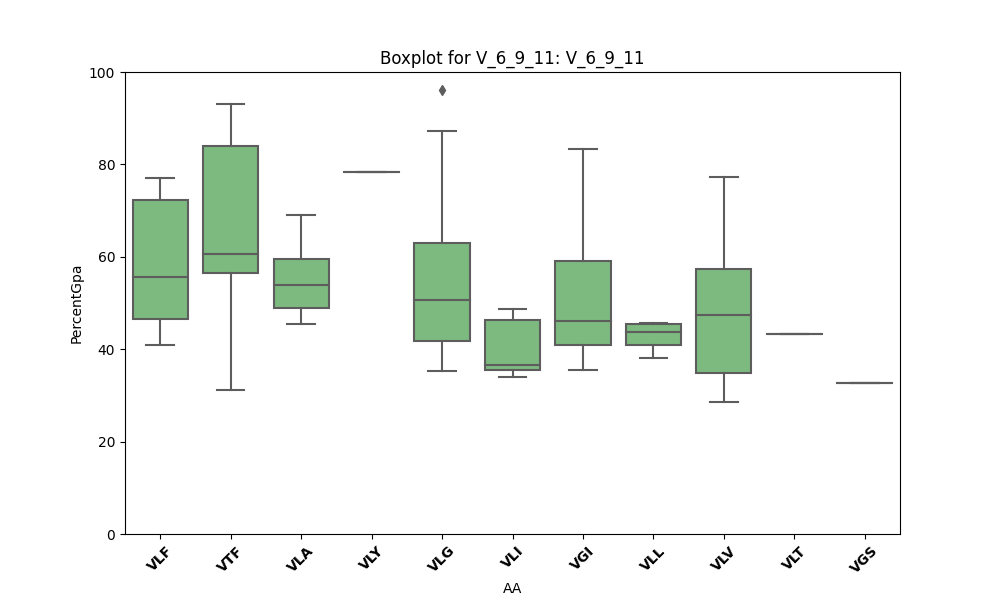 Boxplot for V_6_9_11: V_6_9_11
PercentGpa
100
80
60
40
20
0
VLF VTF VLA VLY VLG VLI VGI VLL VLV VLT VGS
AA